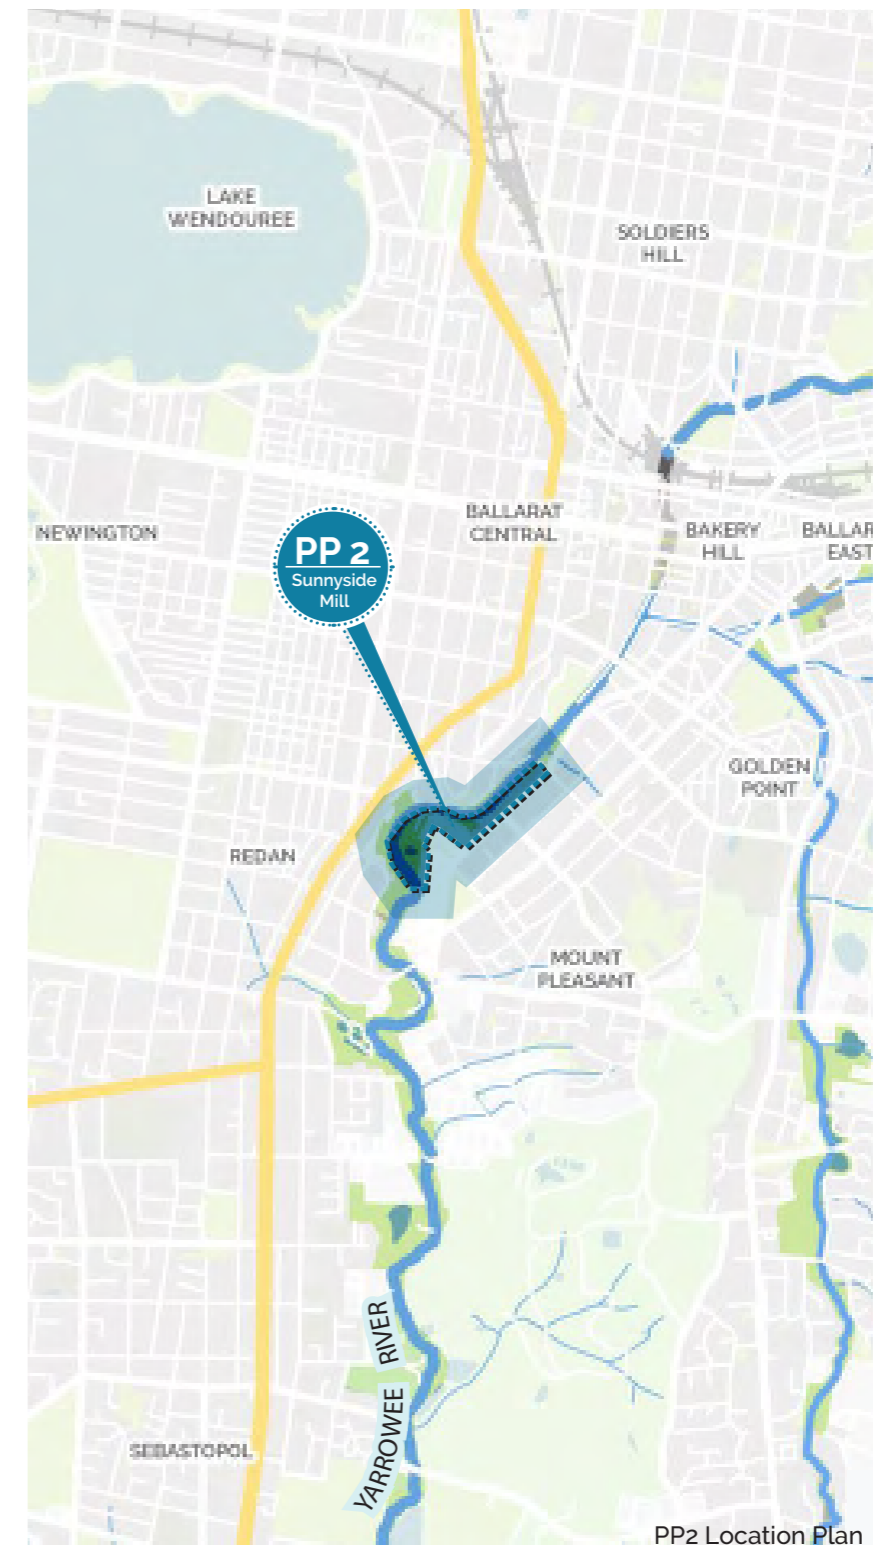 LAKE
WENDOUREE
SOLDIERS
HILL
BALLARAT
CENTRAL
NEWINGTON
BAKERY
HILL
BALLAR
EAST
PP 2
Sunnyside
Mill
GOLDEN
POINT
REDAN
MOUNT
PLEASANT
YARROWEE RIVER
SEBASTOPOL
PP2 Location Plan